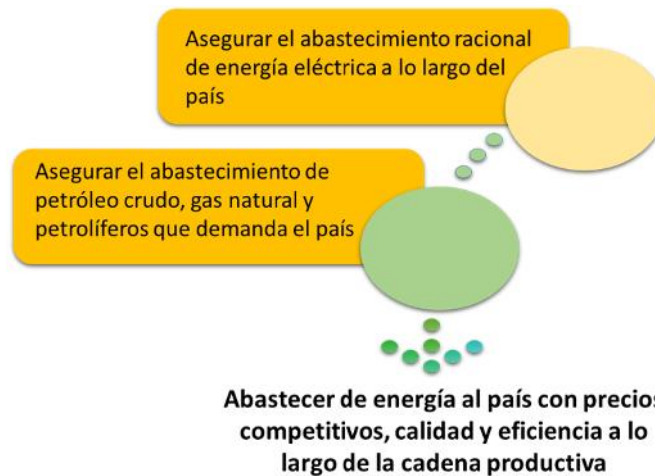 Asegurar el abastecimiento racional
de energía eléctrica a lo largo del
país
Asegurar el abastecimiento de
petróleo crudo, gas natural y
petrolíferos que demanda el país
Abastecer de energía al país con precios
competitivos, calidad y eficiencia a lo
largo de la cadena productiva